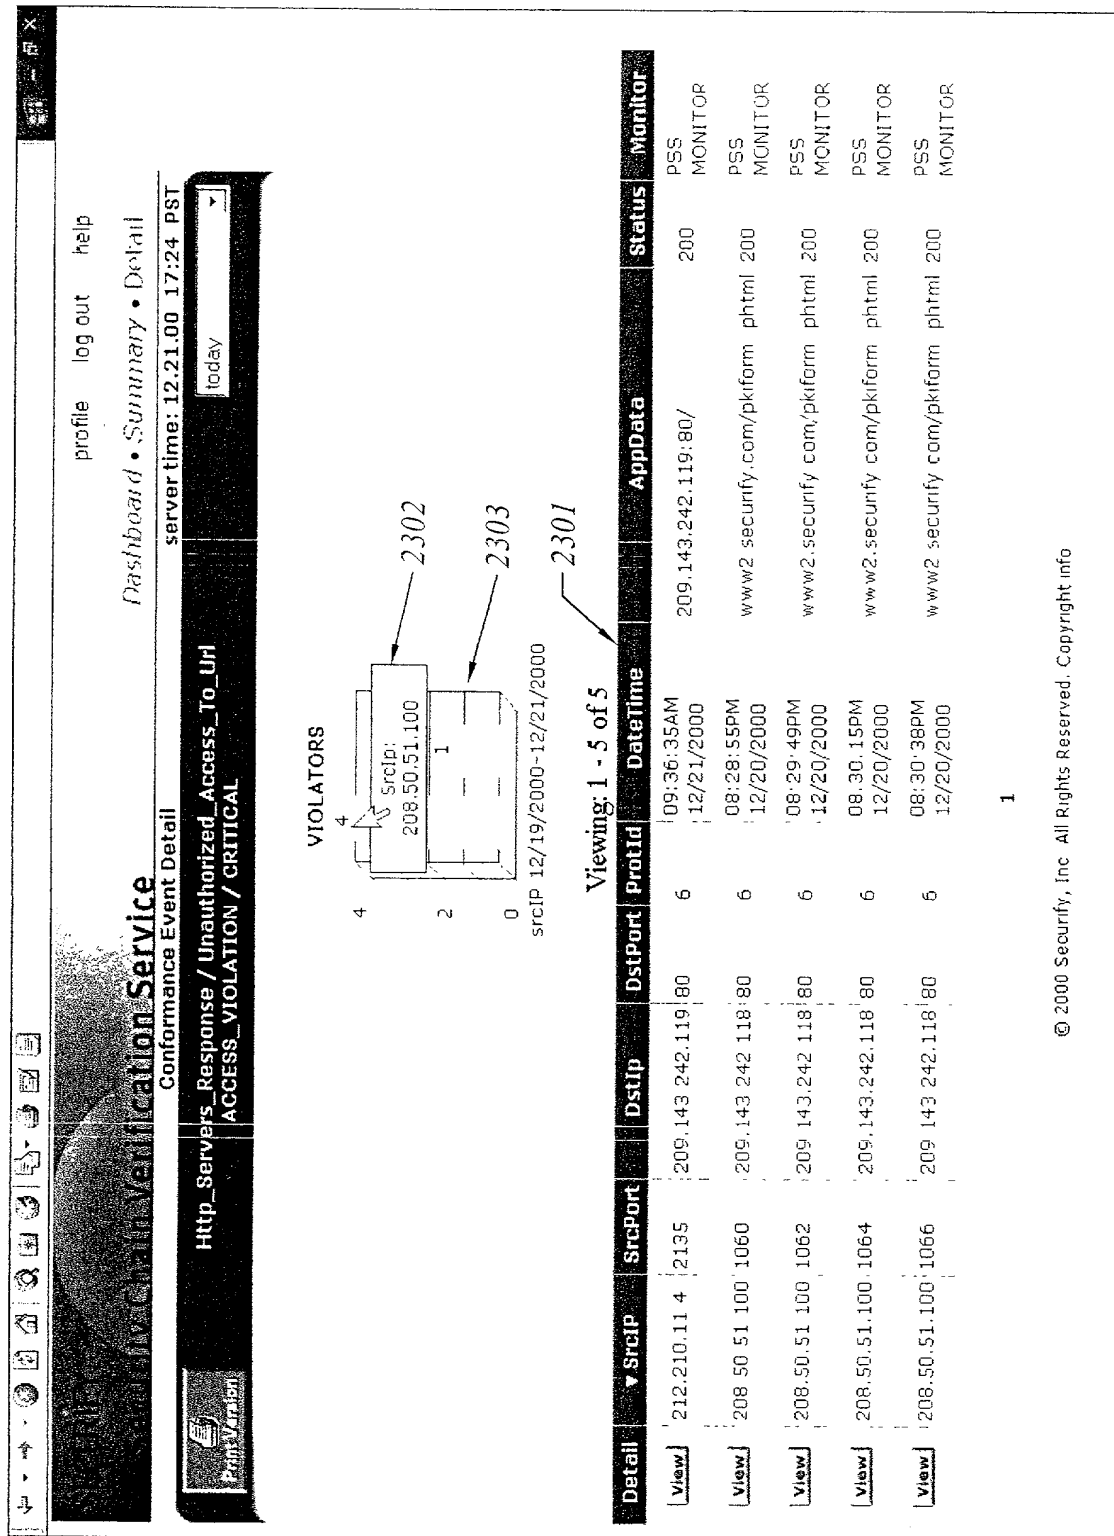 profile log out help
Security Chain Verification Service
Dashboard • Summary • Detail
Conformance Event Detail
server time: 12.21.00 17:24 PST
Print Version
Http_Servers_Response / Unauthorized_Access_To_Url
ACCESS_VIOLATION / CRITICAL
today
VIOLATORS
4
4
SrcIp:
208.50.51.100
2302
1
2
2303
0
srcIP 12/19/2000-12/21/2000
Viewing: 1 - 5 of 5
2301
Detail ▼ SrcIP SrcPort DstIp DstPort ProtId DateTime AppData Status Monitor
View 212.210.11 4 2135 209.143 242.119 80 6 09:36:35AM 209.143.242.119:80/ 200 PSS
12/21/2000 MONITOR
View 208 50 51 100 1060 209.143 242 118 80 6 08:28:55PM www2 securify.com/pkiform phtml 200 PSS
12/20/2000 MONITOR
View 208.50.51 100 1062 209 143.242 118 80 6 08:29:49PM www2.securify com/pkiform phtml 200 PSS
12/20/2000 MONITOR
View 208.50.51.100 1064 209.143.242.118 80 6 08.30.15PM www2.securify com/pkiform phtml 200 PSS
12/20/2000 MONITOR
View 208.50.51.100 1066 209 143 242.118 80 6 08:30:38PM www2 securify com/pkiform phtml 200 PSS
12/20/2000 MONITOR
1
© 2000 Securify, Inc All Rights Reserved. Copyright info